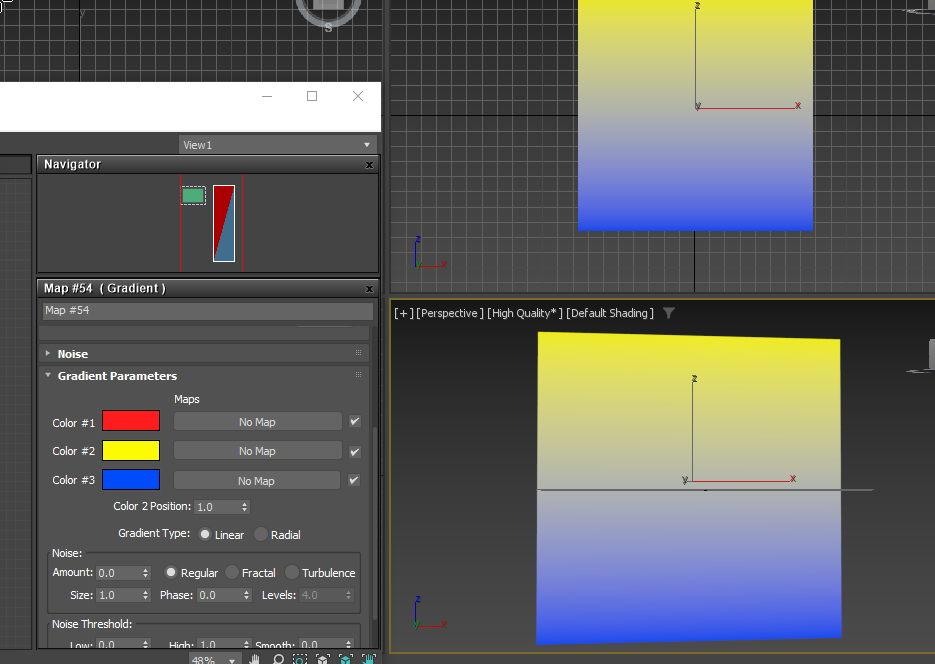 y
S
View1
Navigator
x
Map #54 ( Gradient )
x
Map #54
Noise
Gradient Parameters
Maps
Color #1
No Map
Color #2
No Map
Color #3
No Map
Color 2 Position: 1.0
Gradient Type: Linear Radial
Noise:
Amount: 0.0 Regular Fractal Turbulence
Size: 1.0 Phase: 0.0 Levels: 4.0
Noise Threshold:
Low: 0.0 High: 1.0 Smooth: 0.0
48%
z
y x
z
y x
[+] [Perspective ] [High Quality* ] [Default Shading ]
z
y x
z
y x